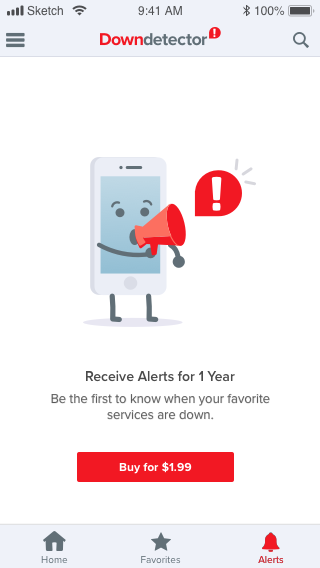 Sketch 9:41 AM 100%
Downdetector!
!
Receive Alerts for 1 Year
Be the first to know when your favorite
services are down.
Buy for $1.99
Home Favorites Alerts